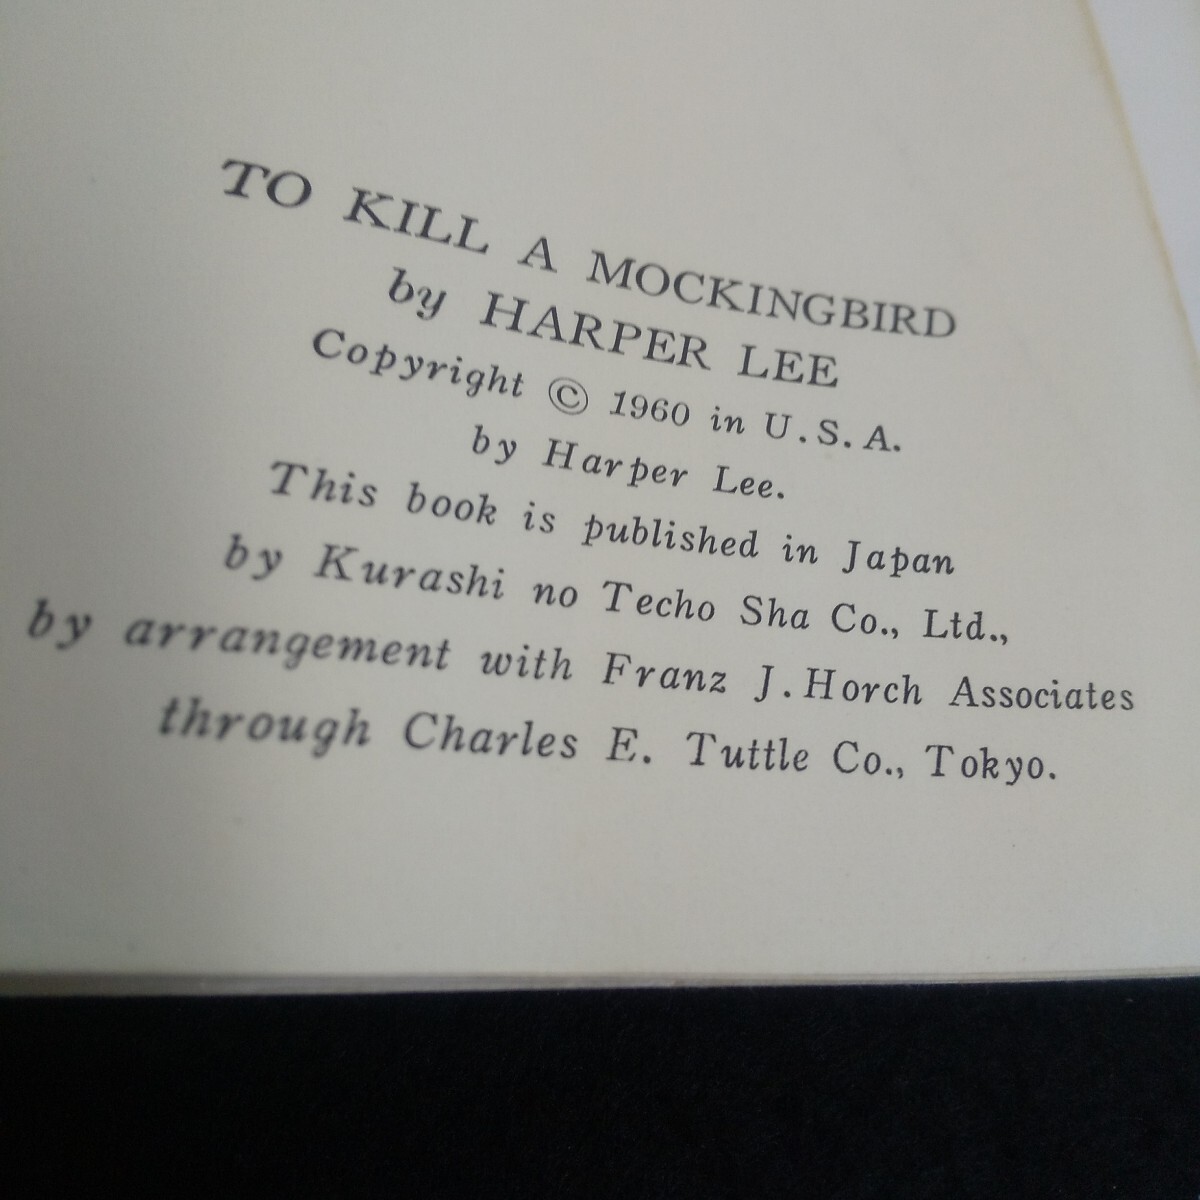 TO KILL A MOCKINGBIRD
by HARPER LEE
Copyright © 1960 in U.S.A.
by Harper Lee.
This book is published in Japan
by Kurashi no Techo Sha Co., Ltd.,
by arrangement with Franz J. Horch Associates
through Charles E. Tuttle Co., Tokyo.